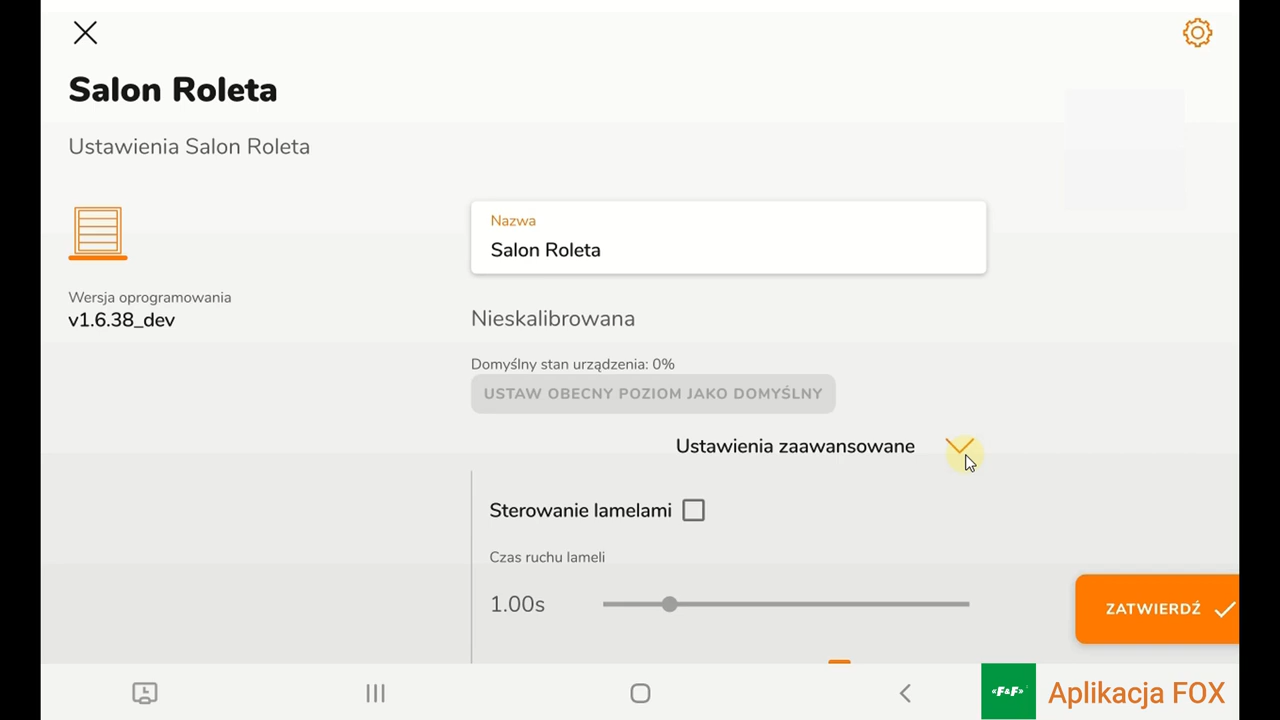 Salon Roleta
Ustawienia Salon Roleta
Nazwa
Salon Roleta
Wersja oprogramowania
v1.6.38_dev
Nieskalibrowana
Domyślny stan urządzenia: 0%
USTAW OBECNY POZIOM JAKO DOMYŚLNY
Ustawienia zaawansowane
Sterowanie lamelami
Czas ruchu lameli
1.00s
ZATWIERDŹ
«F&F»
Aplikacja FOX